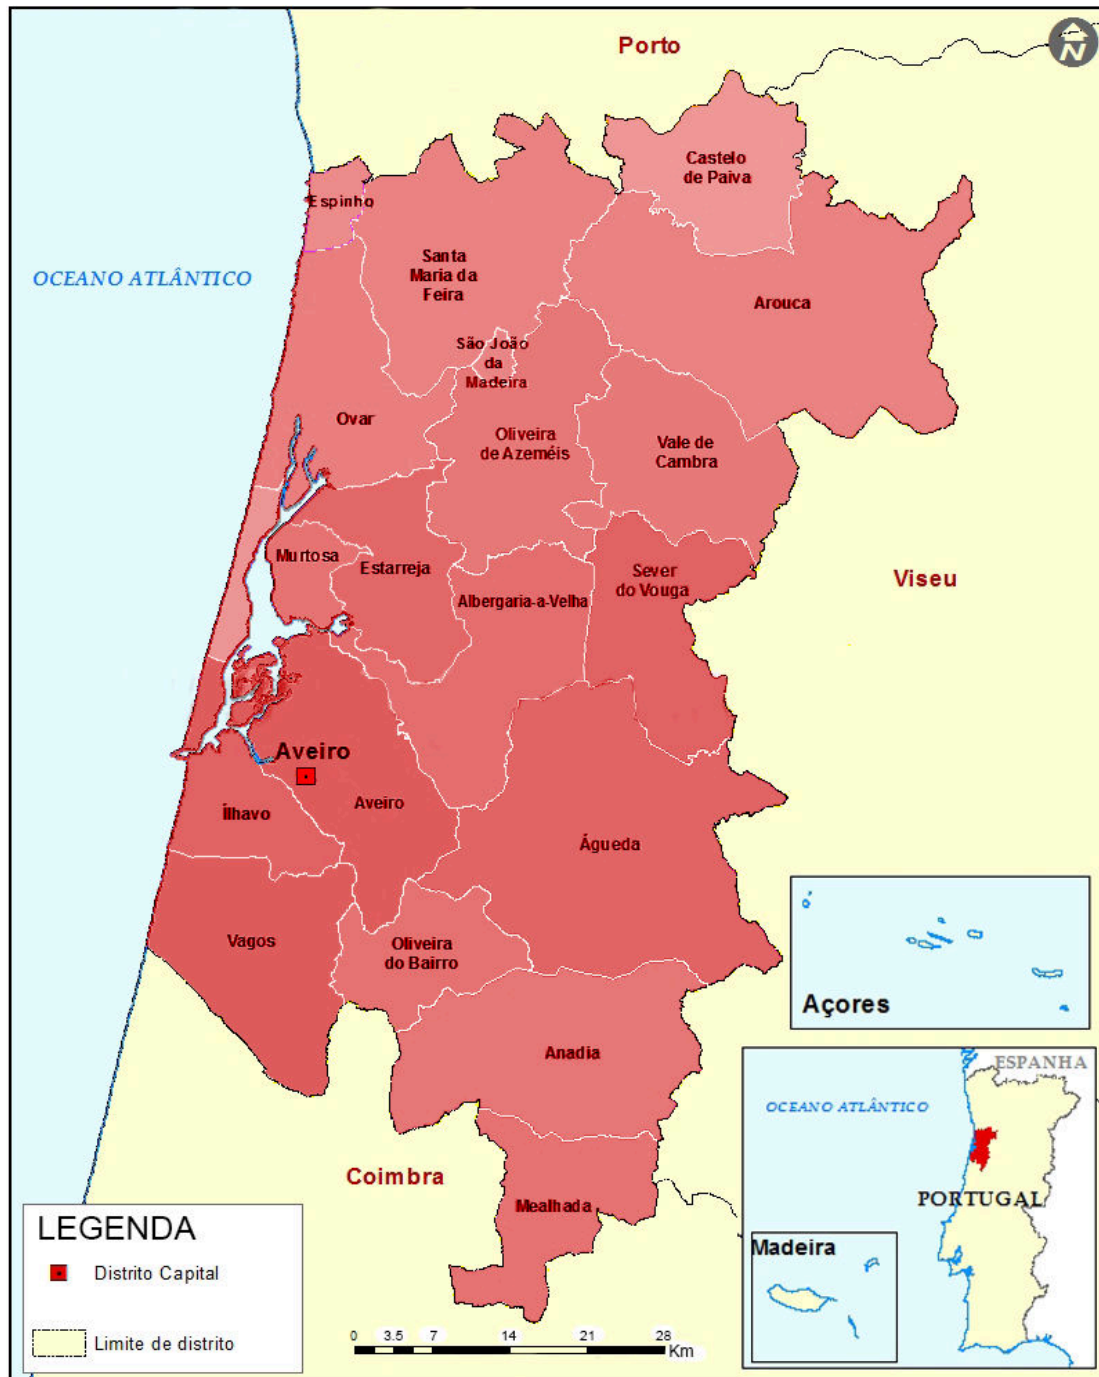 N
Porto
Castelo
de Paiva
Espinho
Santa
Maria da
Feira
OCEANO ATLÂNTICO
Arouca
São João
da
Madeira
Ovar
Oliveira
de Azeméis
Vale de
Cambra
Murtosa
Estarreja
Sever
do Vouga
Viseu
Albergaria-a-Velha
Aveiro
Aveiro
Ílhavo
Águeda
Vagos
Oliveira
do Bairro
Açores
Anadia
ESPANHA
OCEANO ATLÂNTICO
Coimbra
PORTUGAL
Mealhada
LEGENDA
Distrito Capital
Limite de distrito
Madeira
0 3.5 7 14 21 28
Km